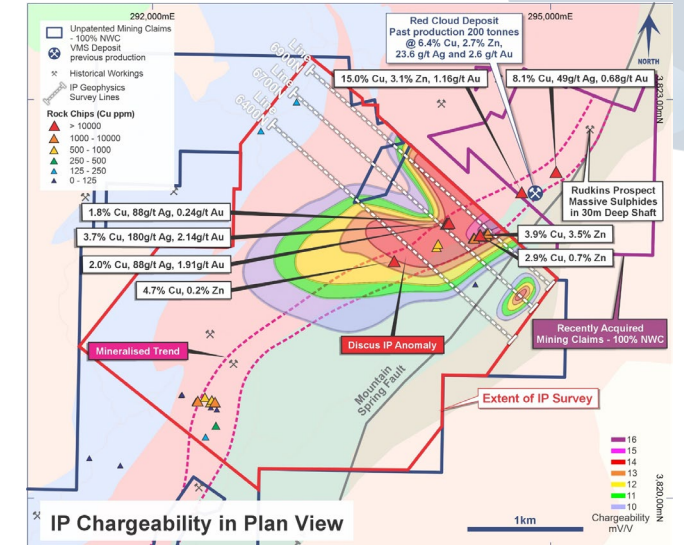 292,000mE
295,000mE
Unpatented Mining Claims
- 100% NWC
VMS Deposit
previous production
Historical Workings
IP Geophysics
Survey Lines
Rock Chips (Cu ppm)
> 10000
1000 - 10000
500 - 1000
250 - 500
125 - 250
0 - 125
Line
Line
6400N
Line
Red Cloud Deposit
Past production 200 tonnes
@ 6.4% Cu, 2.7% Zn,
23.6 g/t Ag and 2.6 g/t Au
NORTH
15.0% Cu, 3.1% Zn, 1.16g/t Au
8.1% Cu, 49g/t Ag, 0.68g/t Au
3,823,00mN
Rudkins Prospect
Massive Sulphides
in 30m Deep Shaft
1.8% Cu, 88g/t Ag, 0.24g/t Au
3.7% Cu, 180g/t Ag, 2.14g/t Au
2.0% Cu, 88g/t Ag, 1.91g/t Au
4.7% Cu, 0.2% Zn
3.9% Cu, 3.5% Zn
2.9% Cu, 0.7% Zn
Recently Acquired
Mining Claims - 100% NWC
Mineralised Trend
Discus IP Anomaly
Mountain
Spring Fault
Extent of IP Survey
16
15
14
13
12
11
10
Chargeability
mV/V
3,820,00mN
1km
IP Chargeability in Plan View